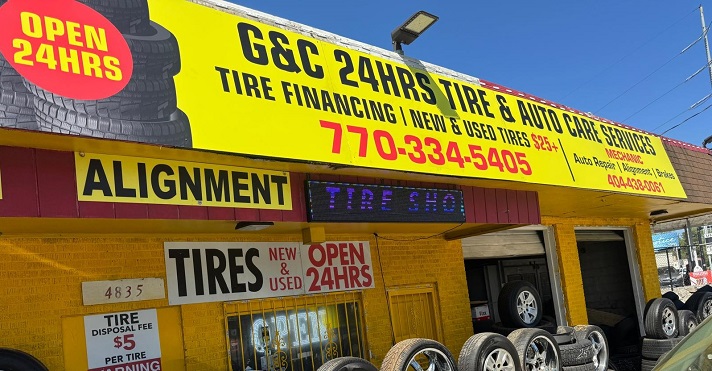 OPEN
24HRS
G&C 24HRS TIRE & AUTO CARE SERVICES
TIRE FINANCING | NEW & USED TIRES $25+
770-334-5405
MECHANIC
Auto Repair | Alignment | Brakes
404-438-0061
ALIGNMENT
TIRE SHO
TIRES NEW & USED
OPEN
24HRS
4835
TIRE
DISPOSAL FEE
$5
PER TIRE
WARNING
OPEN